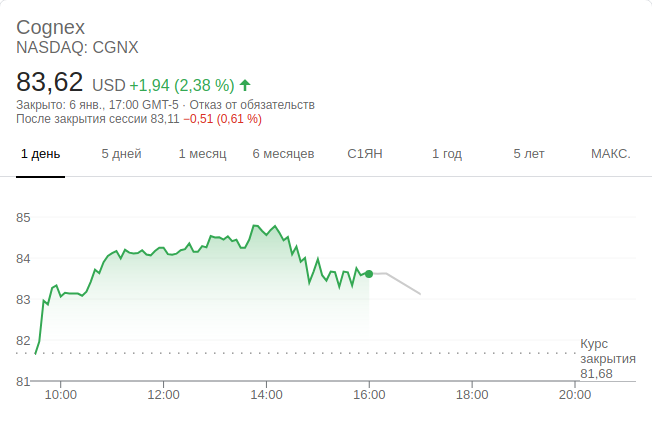 Cognex
NASDAQ: CGNX
83,62 USD +1,94 (2,38 %)
Закрыто: 6 янв., 17:00 GMT-5 · Отказ от обязательств
После закрытия сессии 83,11 −0,51 (0,61 %)
1 день 5 дней 1 месяц 6 месяцев С1ЯН 1 год 5 лет МАКС.
85
84
83
82
Курс
закрытия
81,68
81
10:00 12:00 14:00 16:00 18:00 20:00